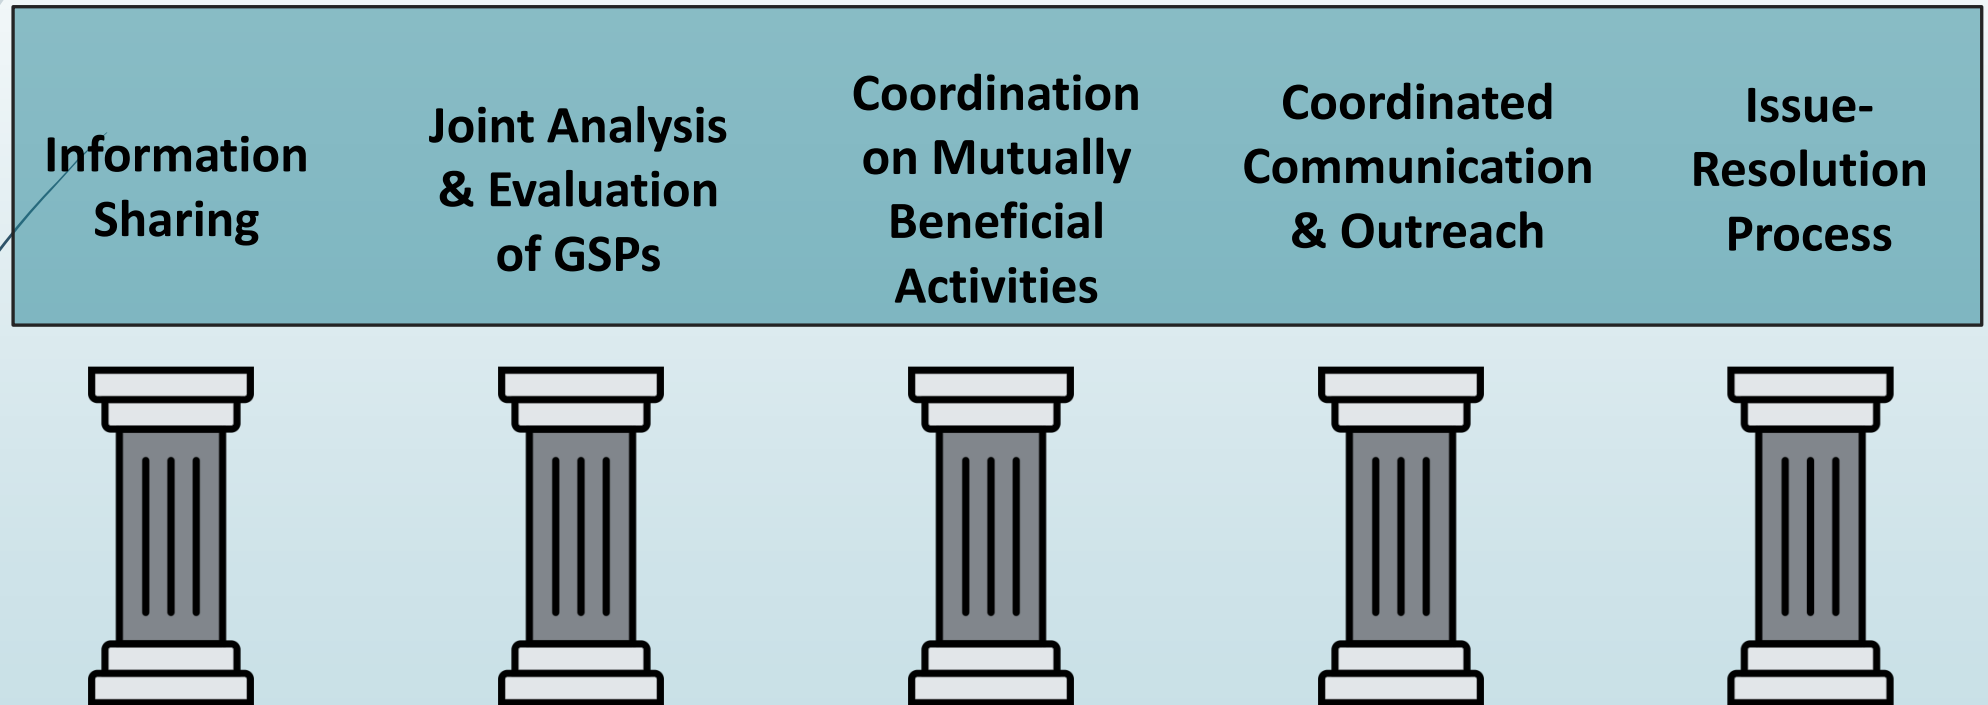 Information
Sharing
Joint Analysis
& Evaluation
of GSPs
Coordination
on Mutually
Beneficial
Activities
Coordinated
Communication
& Outreach
Issue-
Resolution
Process